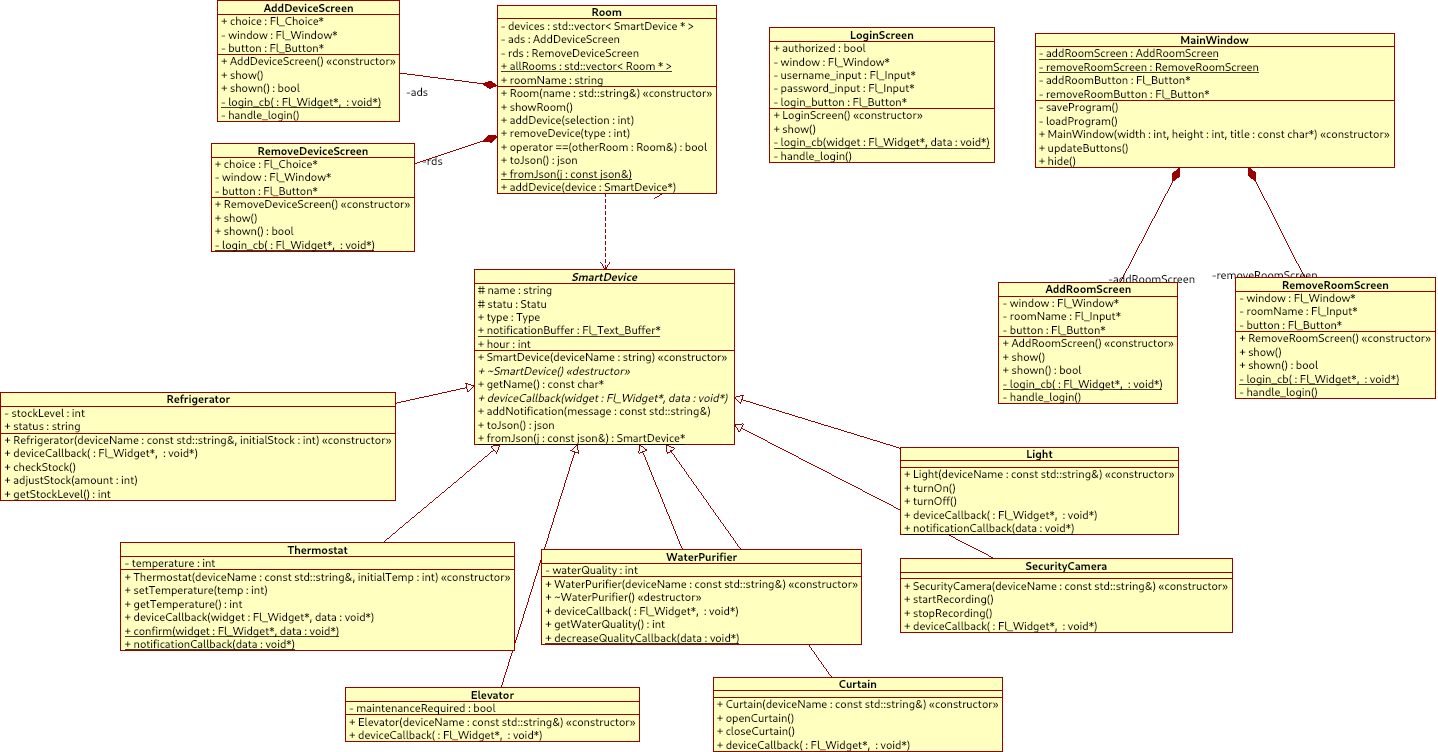 AddDeviceScreen
+ choice : Fl_Choice*
- window : Fl_Window*
- button : Fl_Button*
+ AddDeviceScreen() «constructor»
+ show()
+ shown() : bool
- login_cb( : Fl_Widget*, : void*)
- handle_login()
-ads
RemoveDeviceScreen
+ choice : Fl_Choice*
- window : Fl_Window*
- button : Fl_Button*
+ RemoveDeviceScreen() «constructor»
+ show()
+ shown() : bool
- login_cb( : Fl_Widget*, : void*)
-rds
Room
- devices : std::vector< SmartDevice * >
- ads : AddDeviceScreen
- rds : RemoveDeviceScreen
+ allRooms : std::vector< Room * >
+ roomName : string
+ Room(name : std::string&) «constructor»
+ showRoom()
+ addDevice(selection : int)
+ removeDevice(type : int)
+ operator ==(otherRoom : Room&) : bool
+ toJson() : json
+ fromJson(j : const json&)
+ addDevice(device : SmartDevice*)
LoginScreen
+ authorized : bool
- window : Fl_Window*
- username_input : Fl_Input*
- password_input : Fl_Input*
- login_button : Fl_Button*
+ LoginScreen() «constructor»
+ show()
- login_cb(widget : Fl_Widget*, data : void*)
- handle_login()
MainWindow
- addRoomScreen : AddRoomScreen
- removeRoomScreen : RemoveRoomScreen
- addRoomButton : Fl_Button*
- removeRoomButton : Fl_Button*
- saveProgram()
- loadProgram()
+ MainWindow(width : int, height : int, title : const char*) «constructor»
+ updateButtons()
+ hide()
-addRoomScreen
-removeRoomScreen
AddRoomScreen
- window : Fl_Window*
- roomName : Fl_Input*
- button : Fl_Button*
+ AddRoomScreen() «constructor»
+ show()
+ shown() : bool
- login_cb( : Fl_Widget*, : void*)
- handle_login()
RemoveRoomScreen
- window : Fl_Window*
- roomName : Fl_Input*
- button : Fl_Button*
+ RemoveRoomScreen() «constructor»
+ show()
+ shown() : bool
- login_cb( : Fl_Widget*, : void*)
- handle_login()
SmartDevice
# name : string
# statu : Statu
+ type : Type
+ notificationBuffer : Fl_Text_Buffer*
+ hour : int
+ SmartDevice(deviceName : string) «constructor»
+ ~SmartDevice() «destructor»
+ getName() : const char*
+ deviceCallback(widget : Fl_Widget*, data : void*)
+ addNotification(message : const std::string&)
+ toJson() : json
+ fromJson(j : const json&) : SmartDevice*
Refrigerator
- stockLevel : int
+ status : string
+ Refrigerator(deviceName : const std::string&, initialStock : int) «constructor»
+ deviceCallback( : Fl_Widget*, : void*)
+ checkStock()
+ adjustStock(amount : int)
+ getStockLevel() : int
Light
+ Light(deviceName : const std::string&) «constructor»
+ turnOn()
+ turnOff()
+ deviceCallback( : Fl_Widget*, : void*)
+ notificationCallback(data : void*)
Thermostat
- temperature : int
+ Thermostat(deviceName : const std::string&, initialTemp : int) «constructor»
+ setTemperature(temp : int)
+ getTemperature() : int
+ deviceCallback(widget : Fl_Widget*, data : void*)
+ confirm(widget : Fl_Widget*, data : void*)
+ notificationCallback(data : void*)
WaterPurifier
- waterQuality : int
+ WaterPurifier(deviceName : const std::string&) «constructor»
+ ~WaterPurifier() «destructor»
+ deviceCallback( : Fl_Widget*, : void*)
+ getWaterQuality() : int
+ decreaseQualityCallback(data : void*)
SecurityCamera
+ SecurityCamera(deviceName : const std::string&) «constructor»
+ startRecording()
+ stopRecording()
+ deviceCallback( : Fl_Widget*, : void*)
Elevator
- maintenanceRequired : bool
+ Elevator(deviceName : const std::string&) «constructor»
+ deviceCallback( : Fl_Widget*, : void*)
Curtain
+ Curtain(deviceName : const std::string&) «constructor»
+ openCurtain()
+ closeCurtain()
+ deviceCallback( : Fl_Widget*, : void*)